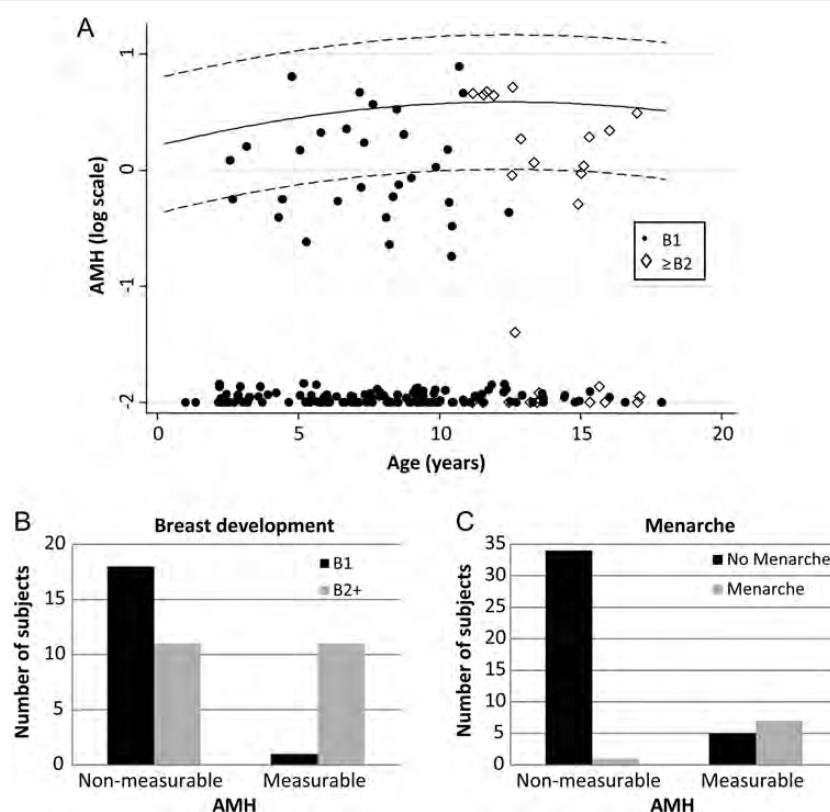 A
AMH (log scale)
1
0
-1
-2
B1
≥B2
0 5 10 15 20
Age (years)
B
Breast development
Number of subjects
20
15
10
5
0
B1
B2+
Non-measurable Measurable
AMH
C
Menarche
Number of subjects
35
30
25
20
15
10
5
0
No Menarche
Menarche
Non-measurable Measurable
AMH